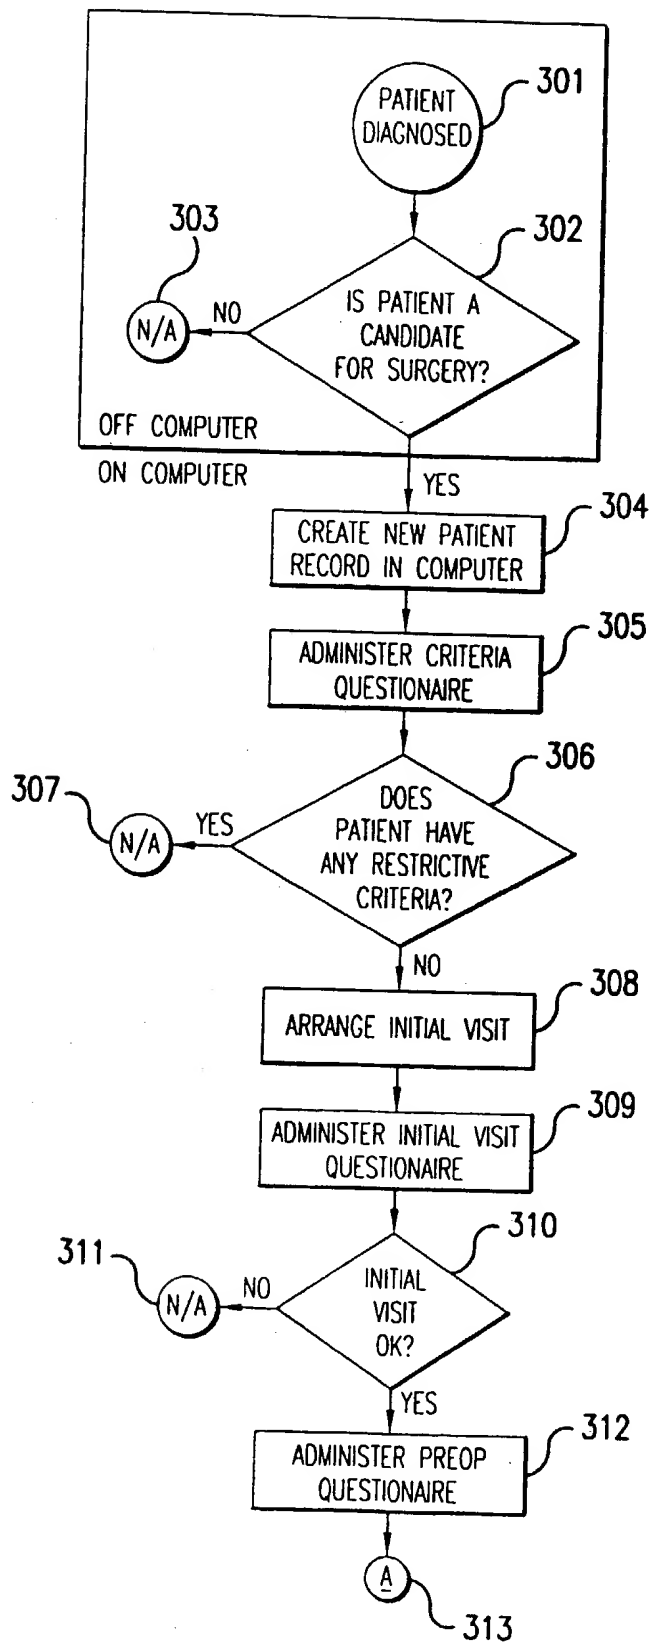 301
PATIENT
DIAGNOSED
302
303
IS PATIENT A
CANDIDATE
FOR SURGERY?
NO
N/A
OFF COMPUTER
ON COMPUTER
YES
304
CREATE NEW PATIENT
RECORD IN COMPUTER
305
ADMINISTER CRITERIA
QUESTIONAIRE
306
307
DOES
PATIENT HAVE
ANY RESTRICTIVE
CRITERIA?
YES
N/A
NO
308
ARRANGE INITIAL VISIT
309
ADMINISTER INITIAL VISIT
QUESTIONAIRE
310
311
INITIAL
VISIT
OK?
NO
N/A
YES
312
ADMINISTER PREOP
QUESTIONAIRE
A
313